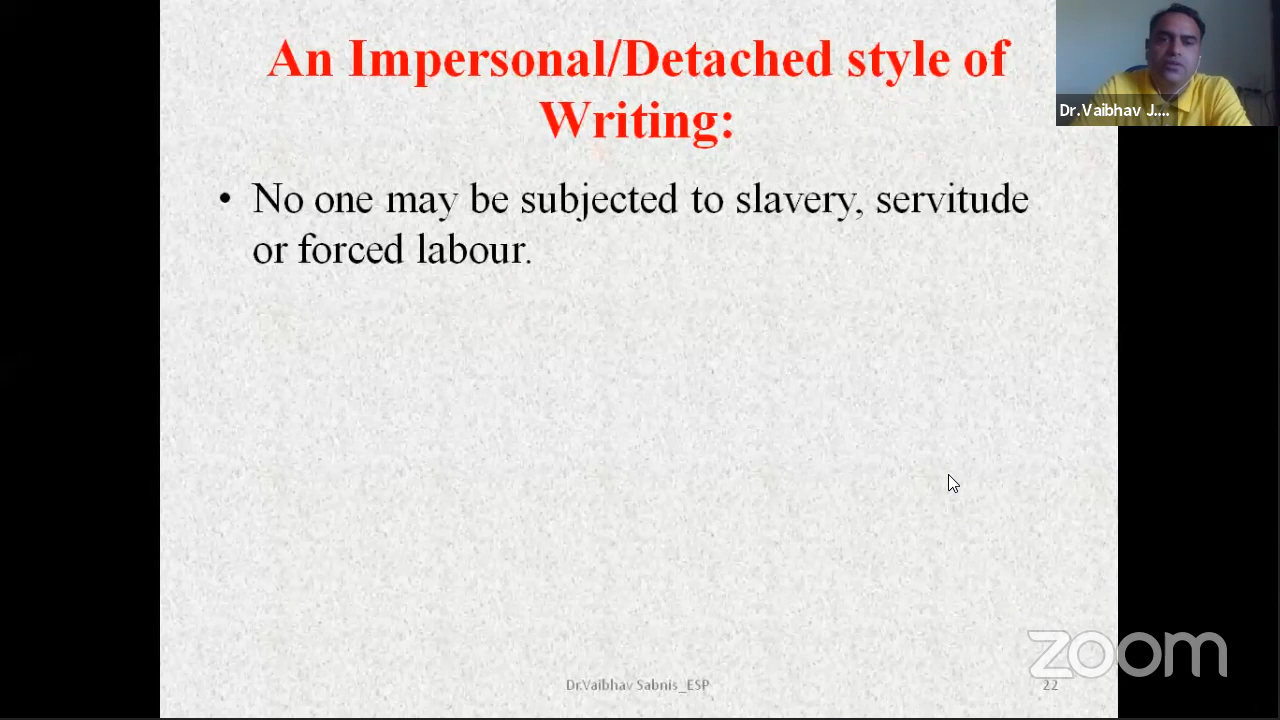 An Impersonal/Detached style of
Writing:
• No one may be subjected to slavery, servitude
or forced labour.
Dr.Vaibhav J....
zoom
Dr.Vaibhav Sabnis_ESP
22